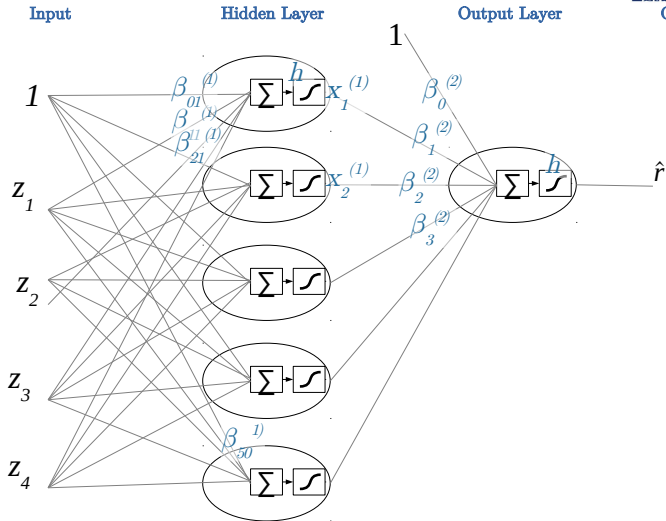 Input Hidden Layer Output Layer
1
1
h
β₀₁⁽¹⁾
x₁⁽¹⁾
β₀⁽²⁾
β₁₁⁽¹⁾
β₂₁⁽¹⁾
β₁⁽²⁾
∑
h
z₁
x₂⁽¹⁾
β₂⁽²⁾
∑
∑
r̂
β₃⁽²⁾
z₂
∑
z₃
∑
β₅₀ ¹⁾
z₄
∑